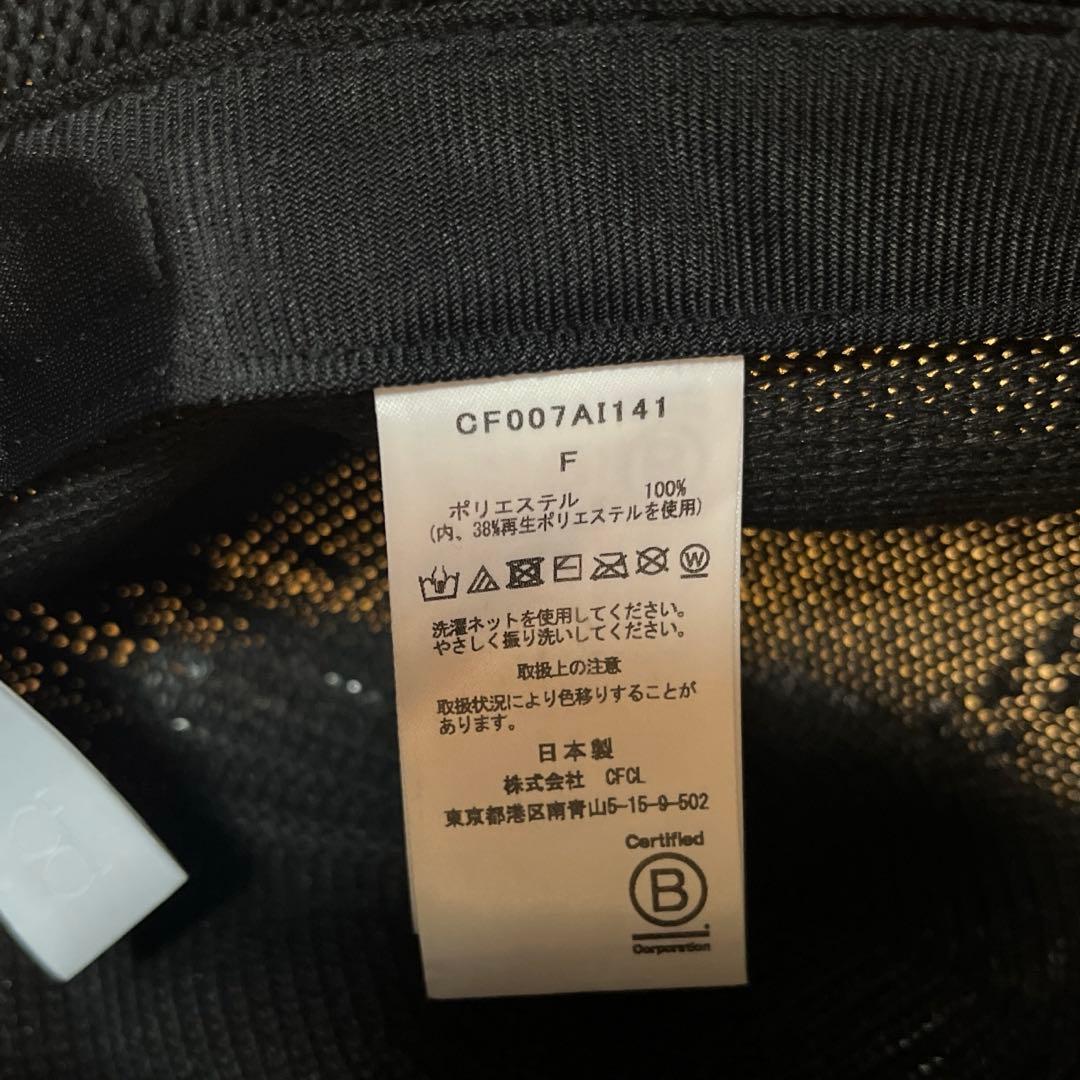 CF007AI141
F
ポリエステル 100%
(内、38%再生ポリエステルを使用)
W
洗濯ネットを使用してください。
やさしく振り洗いしてください。
取扱上の注意
取扱状況により色移りすることが
あります。
日本製
株式会社 CFCL
東京都港区南青山5-15-9-502
Certified
B
Corporation